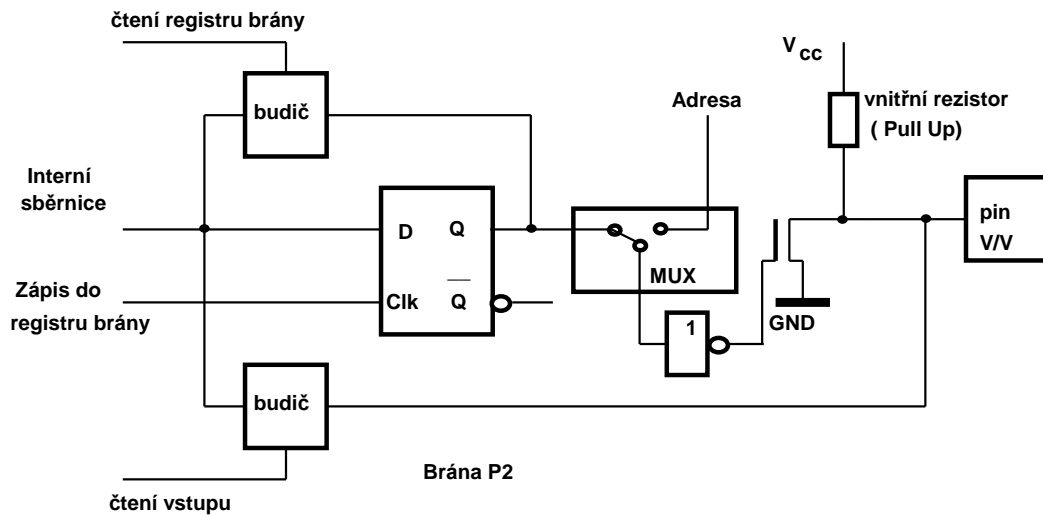 čtení registru brány
V CC
vnitřní rezistor
( Pull Up)
budič
Adresa
Interní
sběrnice
D Q
pin
V/V
MUX
Zápis do
registru brány
Clk Q
1
GND
budič
Brána P2
čtení vstupu